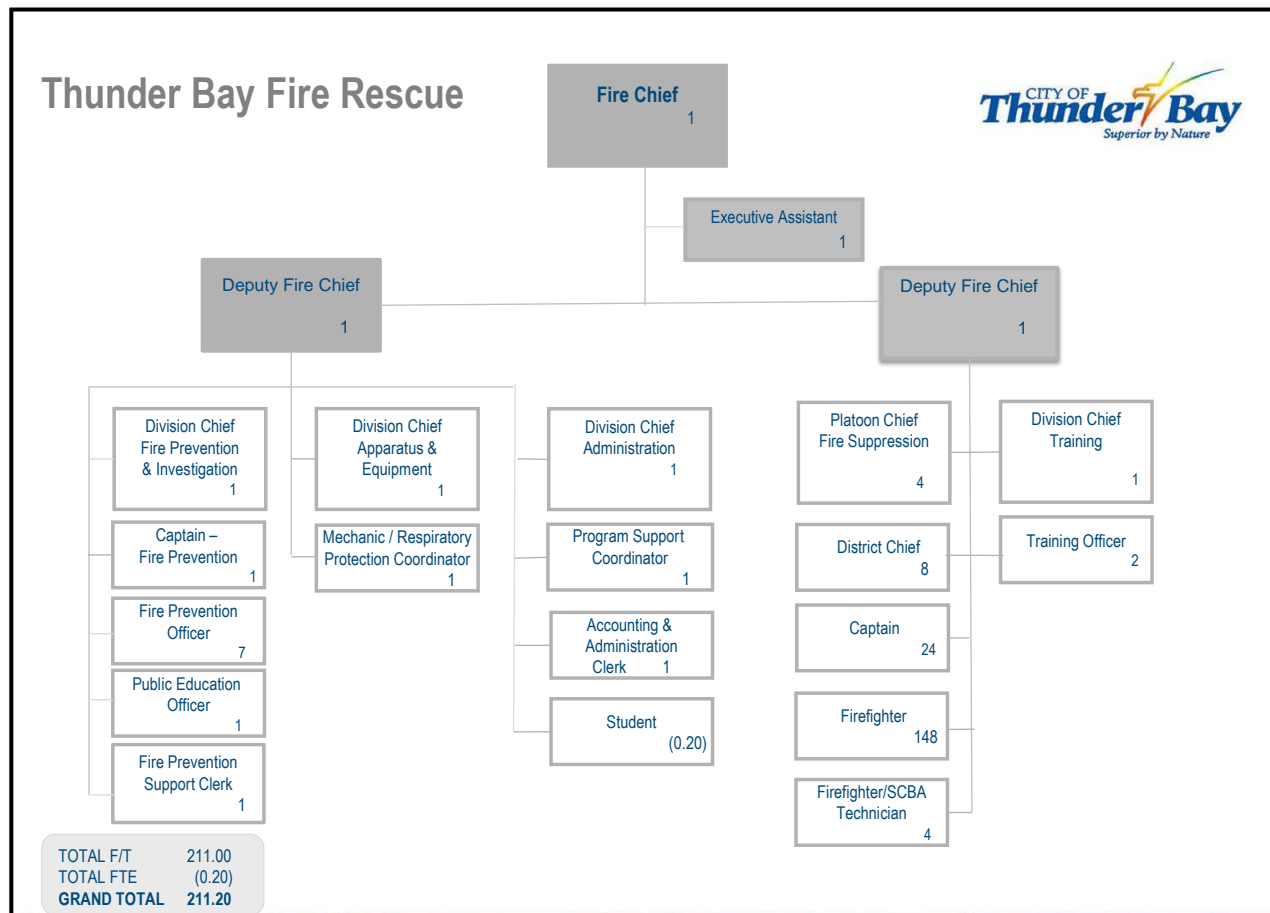 Thunder Bay Fire Rescue
Fire Chief
1
CITY OF
Thunder Bay
Superior by Nature
Executive Assistant
1
Deputy Fire Chief
1
Deputy Fire Chief
1
Division Chief
Fire Prevention
& Investigation
1
Captain –
Fire Prevention
1
Fire Prevention
Officer
7
Public Education
Officer
1
Fire Prevention
Support Clerk
1
Division Chief
Apparatus &
Equipment
1
Mechanic / Respiratory
Protection Coordinator
1
Division Chief
Administration
1
Program Support
Coordinator
1
Accounting &
Administration
Clerk 1
Student
(0.20)
Platoon Chief
Fire Suppression
4
District Chief
8
Captain
24
Firefighter
148
Firefighter/SCBA
Technician
4
Division Chief
Training
1
Training Officer
2
TOTAL F/T 211.00
TOTAL FTE (0.20)
GRAND TOTAL 211.20